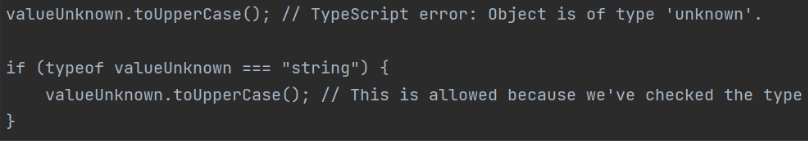 valueUnknown.toUpperCase(); // TypeScript error: Object is of type 'unknown'.
if (typeof valueUnknown === "string") {
    valueUnknown.toUpperCase(); // This is allowed because we've checked the type
}